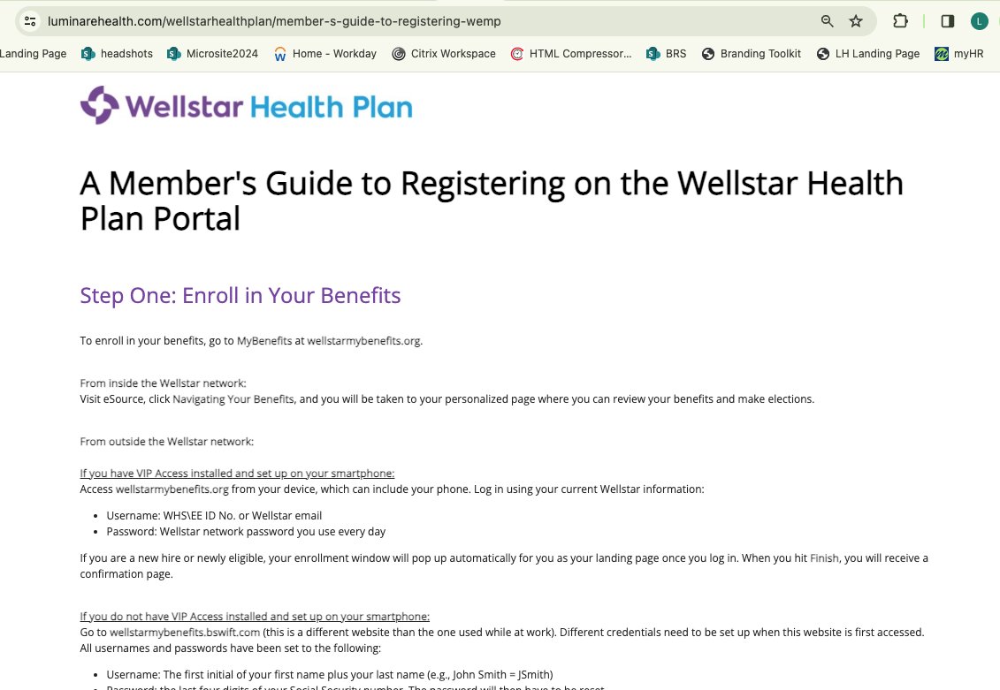 luminarehealth.com/wellstarhealthplan/member-s-guide-to-registering-wemp
L
Landing Page headshots Microsite2024 Home - Workday Citrix Workspace HTML Compressor... BRS Branding Toolkit LH Landing Page myHR
Wellstar Health Plan
A Member's Guide to Registering on the Wellstar Health
Plan Portal
Step One: Enroll in Your Benefits
To enroll in your benefits, go to MyBenefits at wellstarmybenefits.org.
From inside the Wellstar network:
Visit eSource, click Navigating Your Benefits, and you will be taken to your personalized page where you can review your benefits and make elections.
From outside the Wellstar network:
If you have VIP Access installed and set up on your smartphone:
Access wellstarmybenefits.org from your device, which can include your phone. Log in using your current Wellstar information:
• Username: WHS\EE ID No. or Wellstar email
• Password: Wellstar network password you use every day
If you are a new hire or newly eligible, your enrollment window will pop up automatically for you as your landing page once you log in. When you hit Finish, you will receive a
confirmation page.
If you do not have VIP Access installed and set up on your smartphone:
Go to wellstarmybenefits.bswift.com (this is a different website than the one used while at work). Different credentials need to be set up when this website is first accessed.
All usernames and passwords have been set to the following:
• Username: The first initial of your first name plus your last name (e.g., John Smith = JSmith)
• Password: the last four digits of your Social Security number. The password will then have to be reset